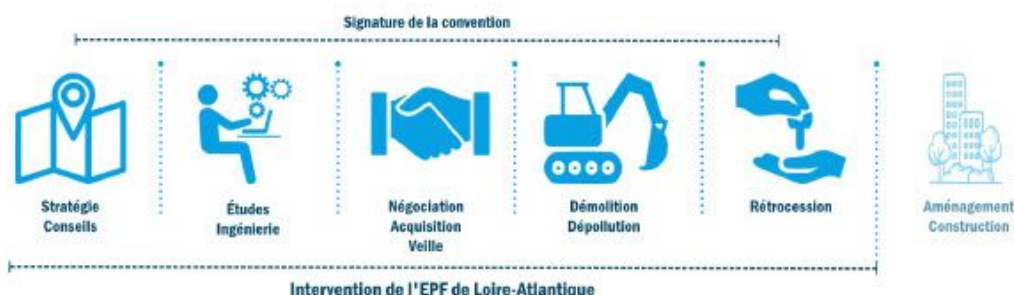 Signature de la convention
Stratégie
Conseils
Études
Ingénierie
Négociation
Acquisition
Veille
Démolition
Dépollution
Rétrocession
Aménagement
Construction
Intervention de l'EPF de Loire-Atlantique